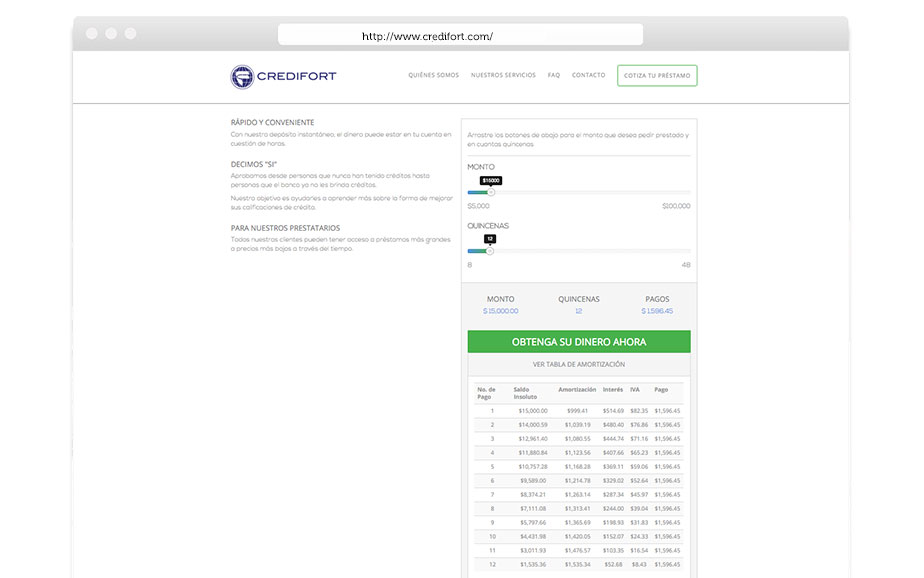 http://www.credifort.com/
CREDIFORT
QUIÉNES SOMOS NUESTROS SERVICIOS FAQ CONTACTO COTIZA TU PRÉSTAMO
RÁPIDO Y CONVENIENTE
Con nuestro depósito instantáneo, el dinero puede estar en tu cuenta en
cuestión de horas.
DECIMOS "SI"
Aprobamos desde personas que nunca han tenido créditos hasta
personas que el banco ya no les brinda créditos.
Nuestro objetivo es ayudarles a aprender más sobre la forma de mejorar
sus calificaciones de crédito.
PARA NUESTROS PRESTATARIOS
Todos nuestros clientes pueden tener acceso a préstamos más grandes
a precios más bajos a través del tiempo.
Arrastre los botones de abajo para el monto que desea pedir prestado y
en cuantas quincenas
MONTO
$15000
$5,000 $100,000
QUINCENAS
12
8 48
MONTO QUINCENAS PAGOS
$ 15,000.00 12 $ 1,596.45
OBTENGA SU DINERO AHORA
VER TABLA DE AMORTIZACIÓN
No. de Saldo Amortización Interés IVA Pago
Pago Insoluto
1 $15,000.00 $999.41 $514.69 $82.35 $1,596.45
2 $14,000.59 $1,039.19 $480.40 $76.86 $1,596.45
3 $12,961.40 $1,080.55 $444.74 $71.16 $1,596.45
4 $11,880.84 $1,123.56 $407.66 $65.23 $1,596.45
5 $10,757.28 $1,168.28 $369.11 $59.06 $1,596.45
6 $9,589.00 $1,214.78 $329.02 $52.64 $1,596.45
7 $8,374.21 $1,263.14 $287.34 $45.97 $1,596.45
8 $7,111.08 $1,313.41 $244.00 $39.04 $1,596.45
9 $5,797.66 $1,365.69 $198.93 $31.83 $1,596.45
10 $4,431.98 $1,420.05 $152.07 $24.33 $1,596.45
11 $3,011.93 $1,476.57 $103.35 $16.54 $1,596.45
12 $1,535.36 $1,535.34 $52.68 $8.43 $1,596.45